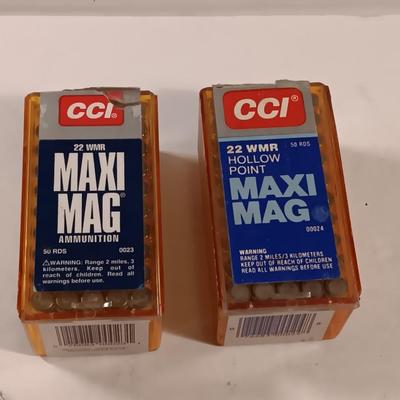 CCI®
22 WMR
MAXI
MAG®
AMMUNITION
50 RDS 0023
⚠WARNING: Range 2 miles, 3
kilometers. Keep out of
reach of children. Read all
warnings before use.
CCI®
22 WMR 50 RDS
HOLLOW
POINT
MAXI
MAG
00024
WARNING:
RANGE 2 MILES/3 KILOMETERS
KEEP OUT OF REACH OF CHILDREN
READ ALL WARNINGS BEFORE USE.